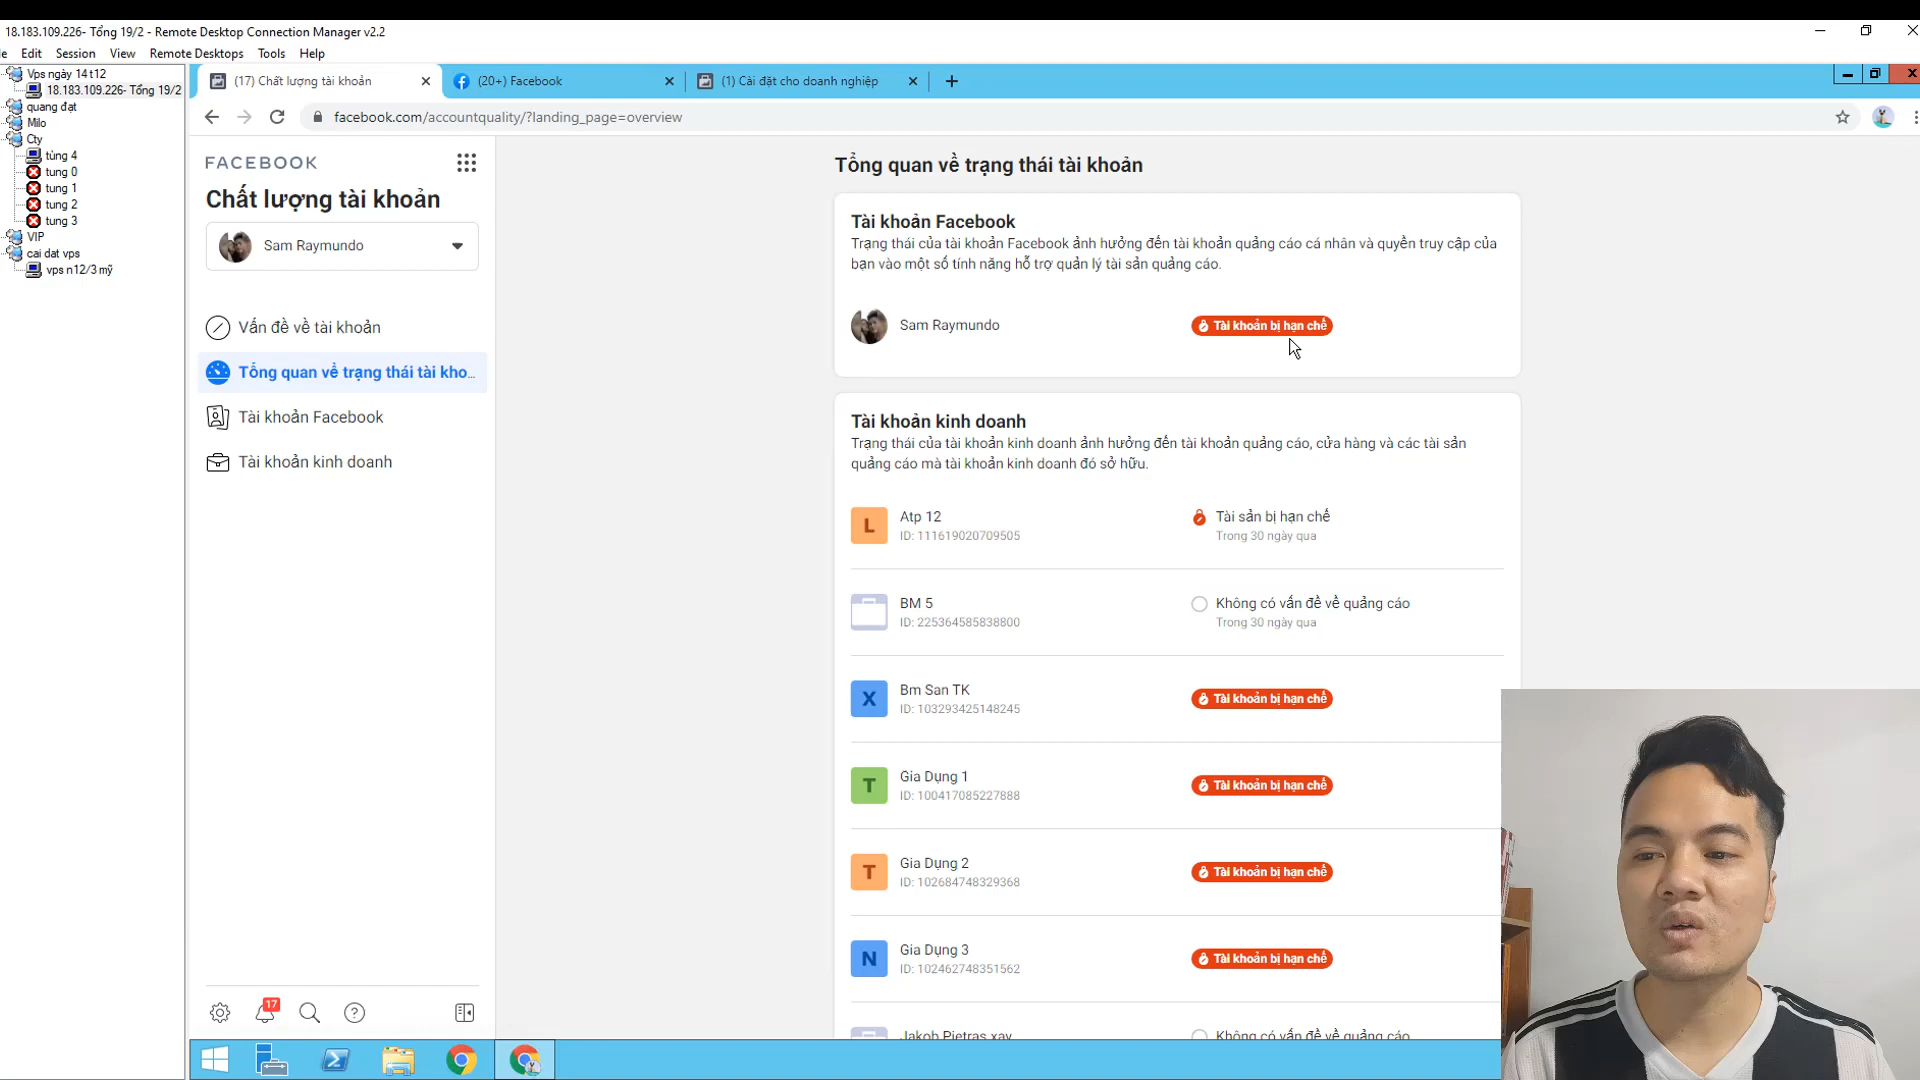 18.183.109.226- Tổng 19/2 - Remote Desktop Connection Manager v2.2
Edit Session View Remote Desktops Tools Help
Vps ngày 14t12
18.183.109.226- Tổng 19/2
quang đạt
Milo
Cty
tùng 4
tung 0
tung 1
tung 2
tung 3
VIP
cai dat vps
vps n12/3 mỹ
(17) Chất lượng tài khoản
(20+) Facebook
(1) Cài đặt cho doanh nghiệp
facebook.com/accountquality/?landing_page=overview
FACEBOOK
Chất lượng tài khoản
Sam Raymundo
Vấn đề về tài khoản
Tổng quan về trạng thái tài kho...
Tài khoản Facebook
Tài khoản kinh doanh
17
Tổng quan về trạng thái tài khoản
Tài khoản Facebook
Trạng thái của tài khoản Facebook ảnh hưởng đến tài khoản quảng cáo cá nhân và quyền truy cập của
bạn vào một số tính năng hỗ trợ quản lý tài sản quảng cáo.
Sam Raymundo
Tài khoản bị hạn chế
Tài khoản kinh doanh
Trạng thái của tài khoản kinh doanh ảnh hưởng đến tài khoản quảng cáo, cửa hàng và các tài sản
quảng cáo mà tài khoản kinh doanh đó sở hữu.
L
Atp 12
ID: 111619020709505
Tài sản bị hạn chế
Trong 30 ngày qua
BM 5
ID: 225364585838800
Không có vấn đề về quảng cáo
Trong 30 ngày qua
X
Bm San TK
ID: 103293425148245
Tài khoản bị hạn chế
T
Gia Dụng 1
ID: 100417085227888
Tài khoản bị hạn chế
T
Gia Dụng 2
ID: 102684748329368
Tài khoản bị hạn chế
N
Gia Dụng 3
ID: 102462748351562
Tài khoản bị hạn chế
Jakob Pietras xay
Không có vấn đề về quảng cáo